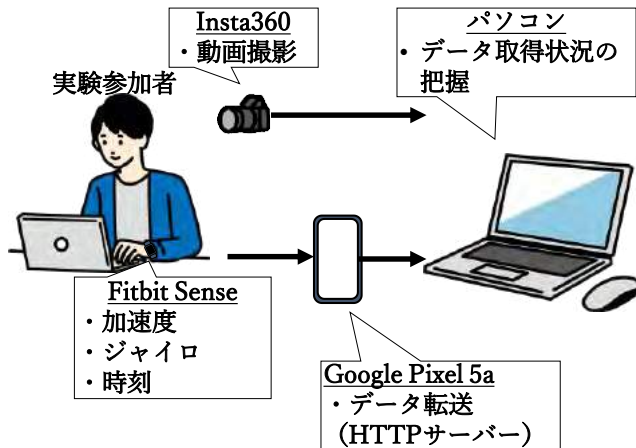 Insta360
・動画撮影
パソコン
・データ取得状況の
把握
実験参加者
Fitbit Sense
・加速度
・ジャイロ
・時刻
Google Pixel 5a
・データ転送
（HTTPサーバー）